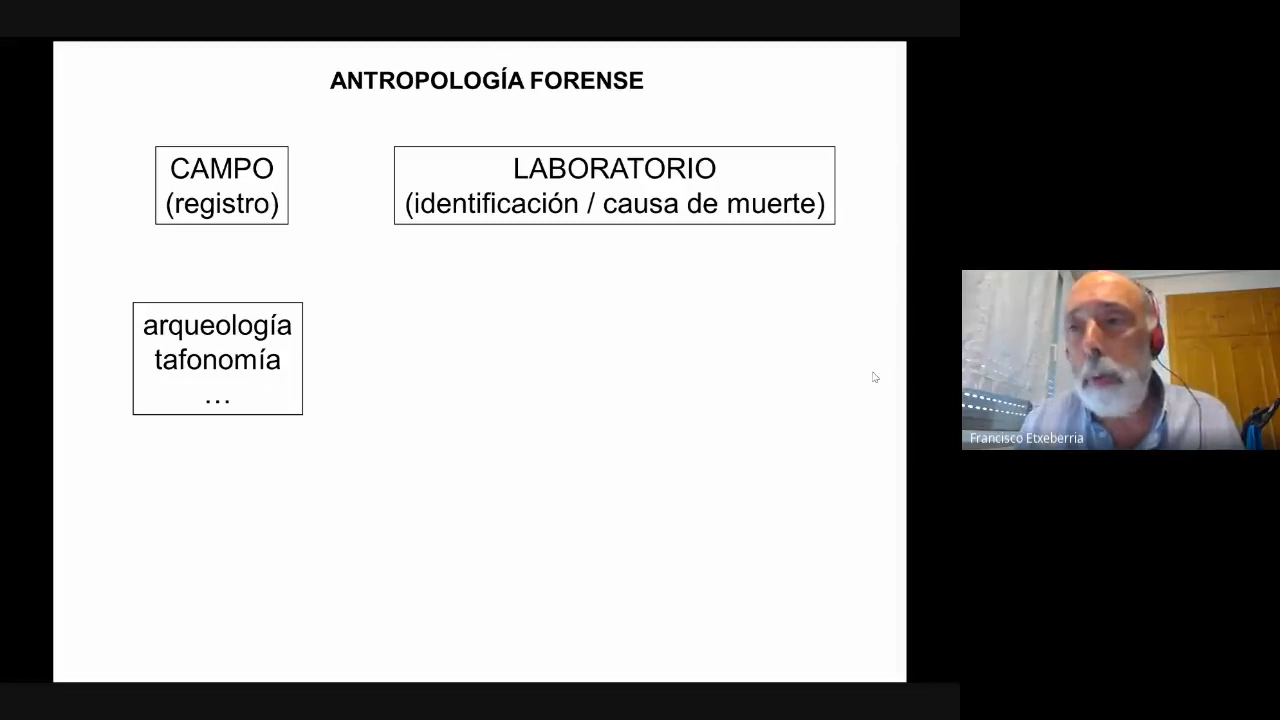 ANTROPOLOGÍA FORENSE
CAMPO
(registro)
LABORATORIO
(identificación / causa de muerte)
arqueología
tafonomía
…
Francisco Etxeberria